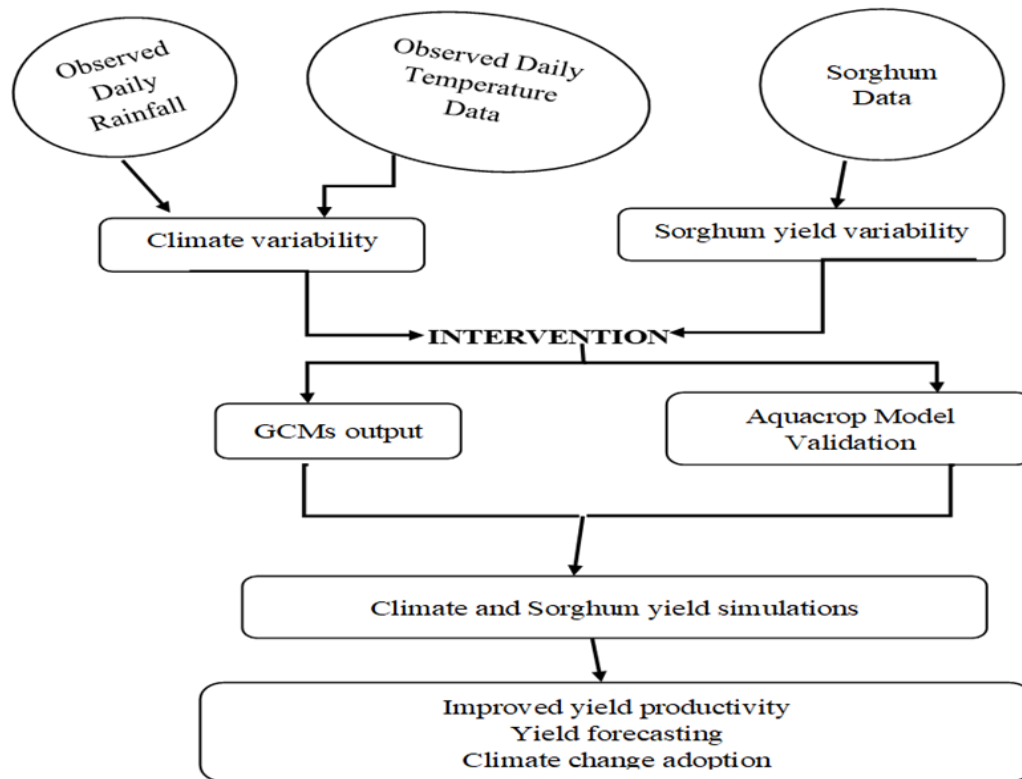 Observed
Daily
Rainfall
Observed Daily
Temperature
Data
Sorghum
Data
Climate variability
Sorghum yield variability
INTERVENTION
GCMs output
Aquacrop Model
Validation
Climate and Sorghum yield simulations
Improved yield productivity
Yield forecasting
Climate change adoption